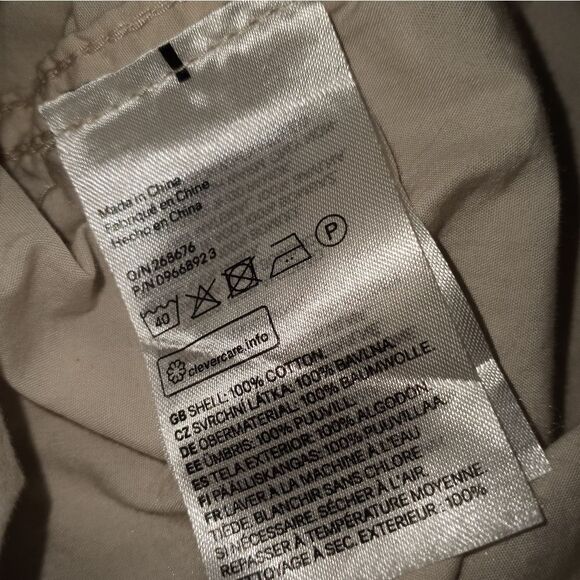 Made in China
Fabriqué en Chine
Hecho en China
O/N 268676
P/N 09668923
40
P
clevercare.info
GB SHELL: 100% COTTON.
CZ SVRCHNÍ LÁTKA: 100% BAVLNA.
DE OBERMATERIAL: 100% BAUMWOLLE.
EE ÜMBRIS: 100% PUUVILL.
ES TELA EXTERIOR: 100% ALGODÓN.
FI PÄÄLLISKANGAS: 100% PUUVILLAA.
FR LAVER À LA MACHINE À L'EAU
TIÈDE. BLANCHIR SANS CHLORE
SI NÉCESSAIRE. SÉCHER À L'AIR.
REPASSER À TEMPÉRATURE MOYENNE.
NETTOYAGE À SEC. EXTERIEUR : 100%